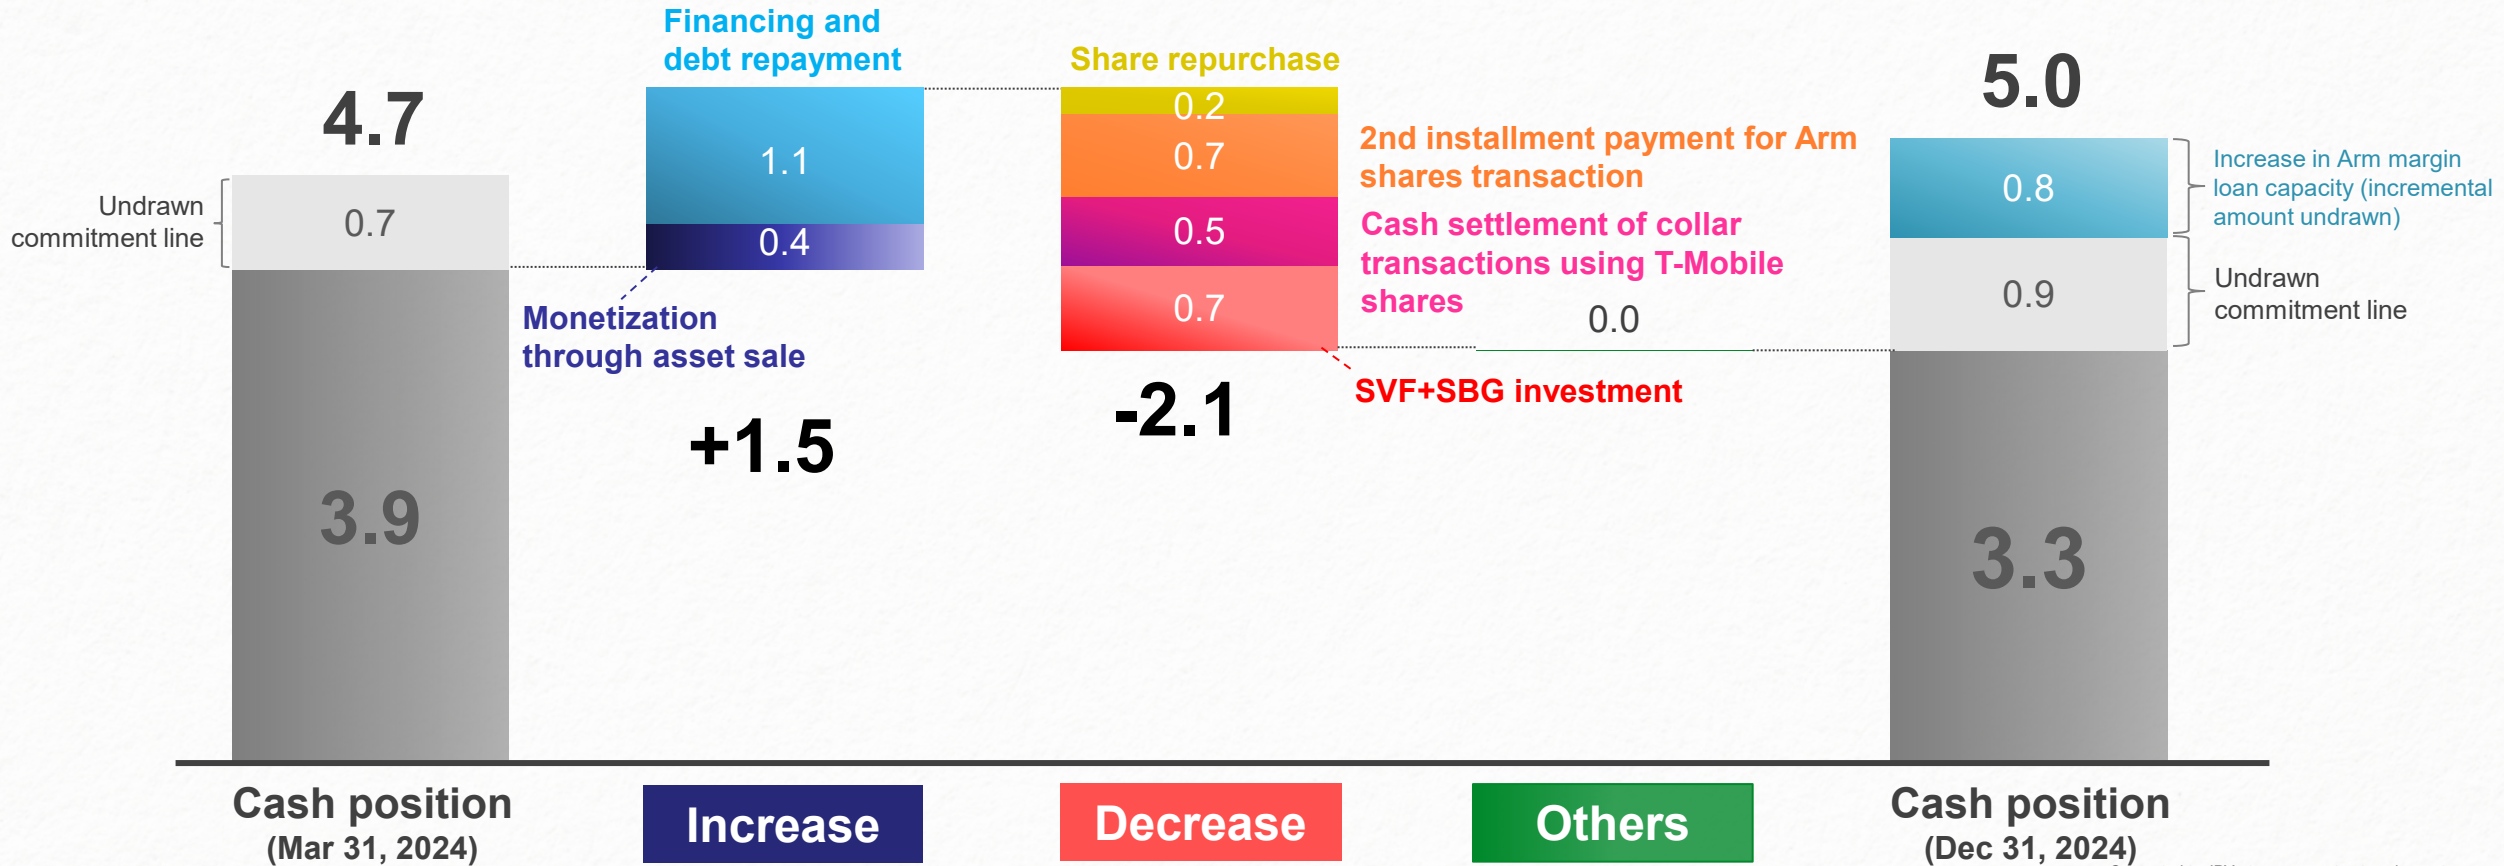 4.7
Undrawn
commitment line
0.7
3.9
Cash position
(Mar 31, 2024)
Financing and
debt repayment
1.1
0.4
Monetization
through asset sale
+1.5
Increase
Share repurchase
0.2
0.7
0.5
0.7
2nd installment payment for Arm
shares transaction
Cash settlement of collar
transactions using T-Mobile
shares
SVF+SBG investment
-2.1
Decrease
0.0
Others
5.0
0.8
0.9
3.3
Increase in Arm margin
loan capacity (incremental
amount undrawn)
Undrawn
commitment line
Cash position
(Dec 31, 2024)